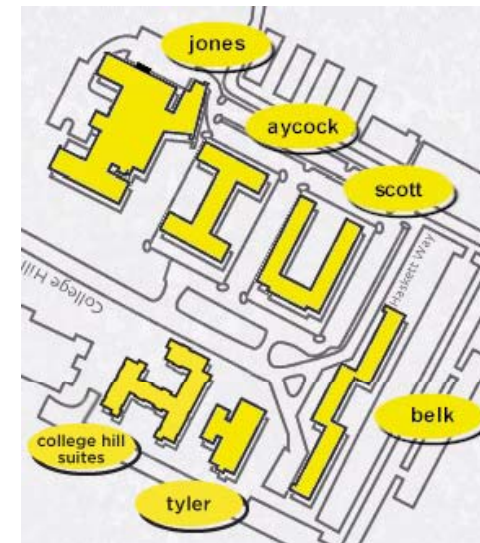 jones
aycock
scott
Haskett Way
College Hill
belk
college hill
suites
tyler